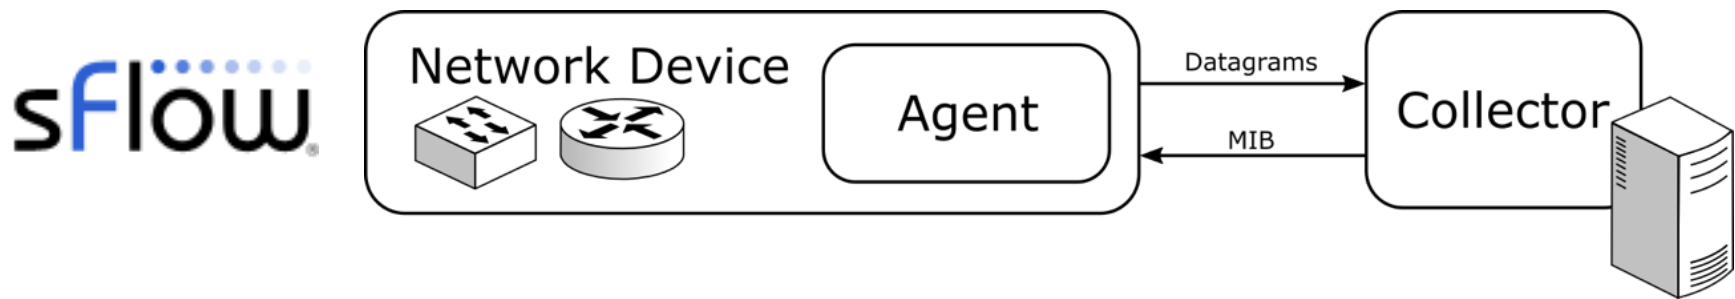 sFlow®
Network Device
Agent
Datagrams
MIB
Collector